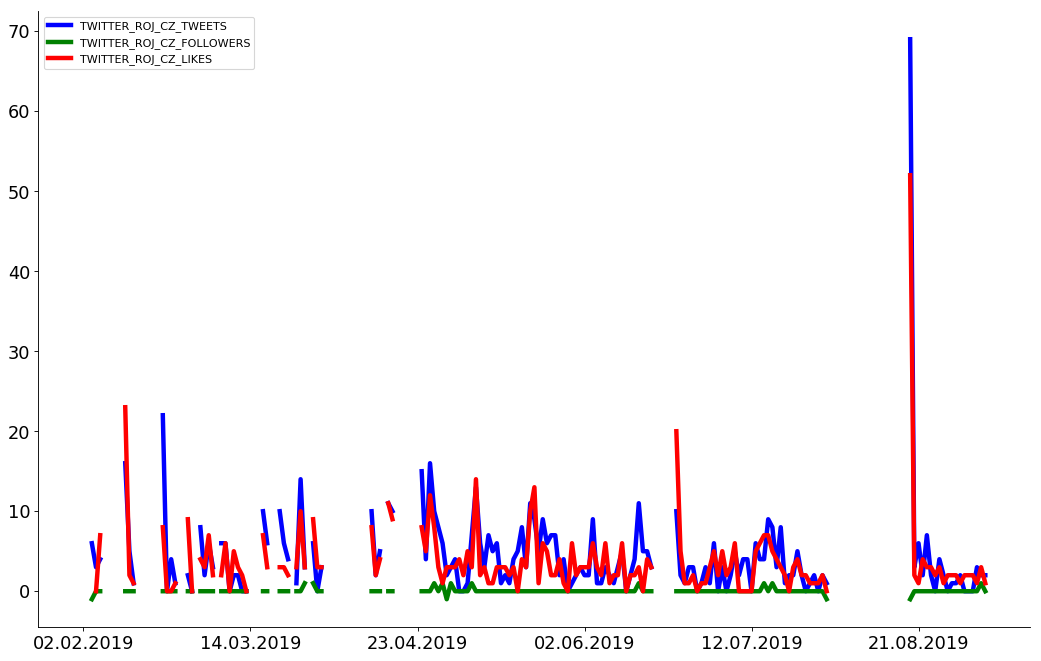 TWITTER_ROJ_CZ_TWEETS
TWITTER_ROJ_CZ_FOLLOWERS
TWITTER_ROJ_CZ_LIKES
70
60
50
40
30
20
10
0
02.02.2019 14.03.2019 23.04.2019 02.06.2019 12.07.2019 21.08.2019